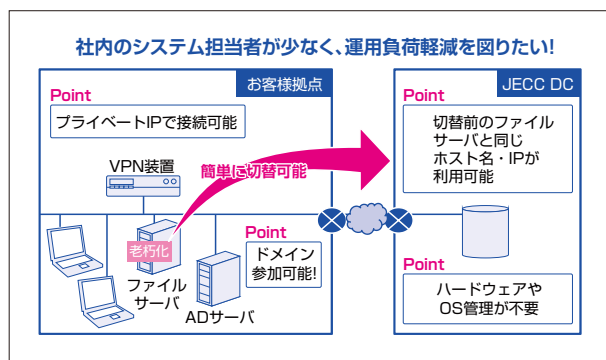 社内のシステム担当者が少なく、運用負荷軽減を図りたい!
お客様拠点
Point
プライベートIPで接続可能
VPN装置
簡単に切替可能
老朽化
ファイル
サーバ
ADサーバ
Point
ドメイン
参加可能!
JECC DC
Point
切替前のファイル
サーバと同じ
ホスト名・IPが
利用可能
Point
ハードウェアや
OS管理が不要